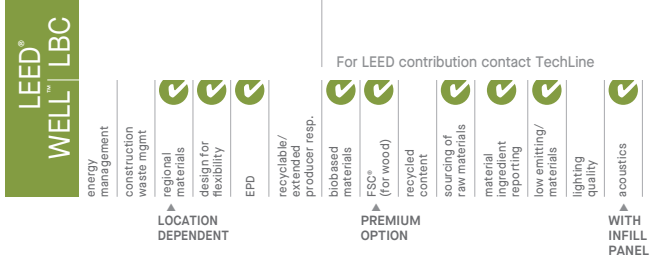 LEED®
WELL™ | LBC
For LEED contribution contact TechLine
energy
management
construction
waste mgmt
regional
materials
design for
flexibility
EPD
recyclable/
extended
producer resp.
biobased
materials
FSC®
(for wood)
recycled
content
sourcing of
raw materials
material
ingredient
reporting
low emitting/
materials
lighting
quality
acoustics
LOCATION
DEPENDENT
PREMIUM
OPTION
WITH
INFILL
PANEL